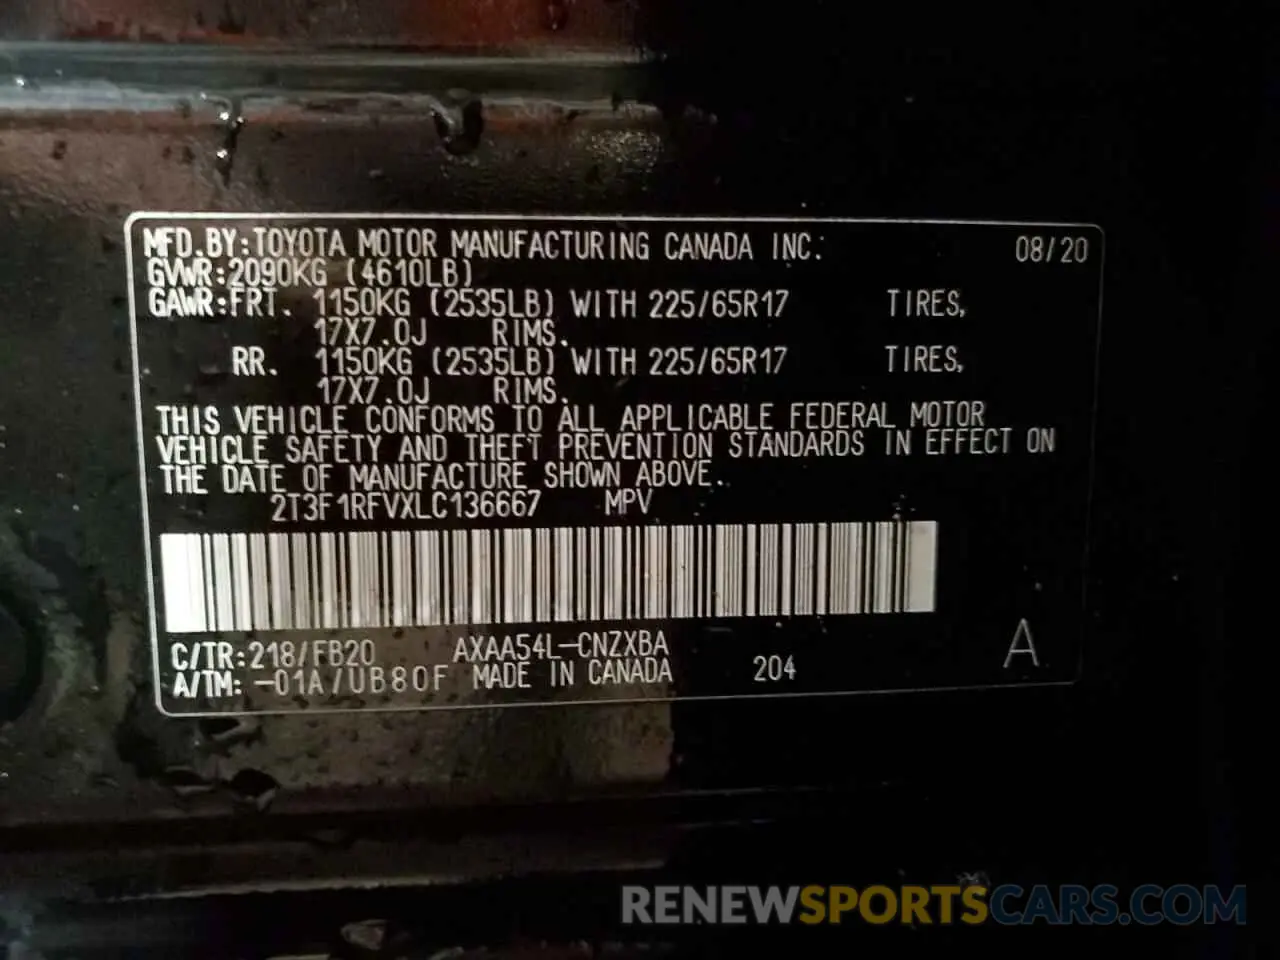 MFD.BY:TOYOTA MOTOR MANUFACTURING CANADA INC. 08/20
GVWR:2090KG (4610LB)
GAWR:FRT. 1150KG (2535LB) WITH 225/65R17 TIRES,
17X7.0J RIMS.
RR. 1150KG (2535LB) WITH 225/65R17 TIRES,
17X7.0J RIMS.
THIS VEHICLE CONFORMS TO ALL APPLICABLE FEDERAL MOTOR
VEHICLE SAFETY AND THEFT PREVENTION STANDARDS IN EFFECT ON
THE DATE OF MANUFACTURE SHOWN ABOVE.
2T3F1RFVXLC136667 MPV
C/TR:218/FB20 AXAA54L-CNZXBA
A/TM: -01A/UB80F MADE IN CANADA 204 A
RENEWSPORTSCARS.COM